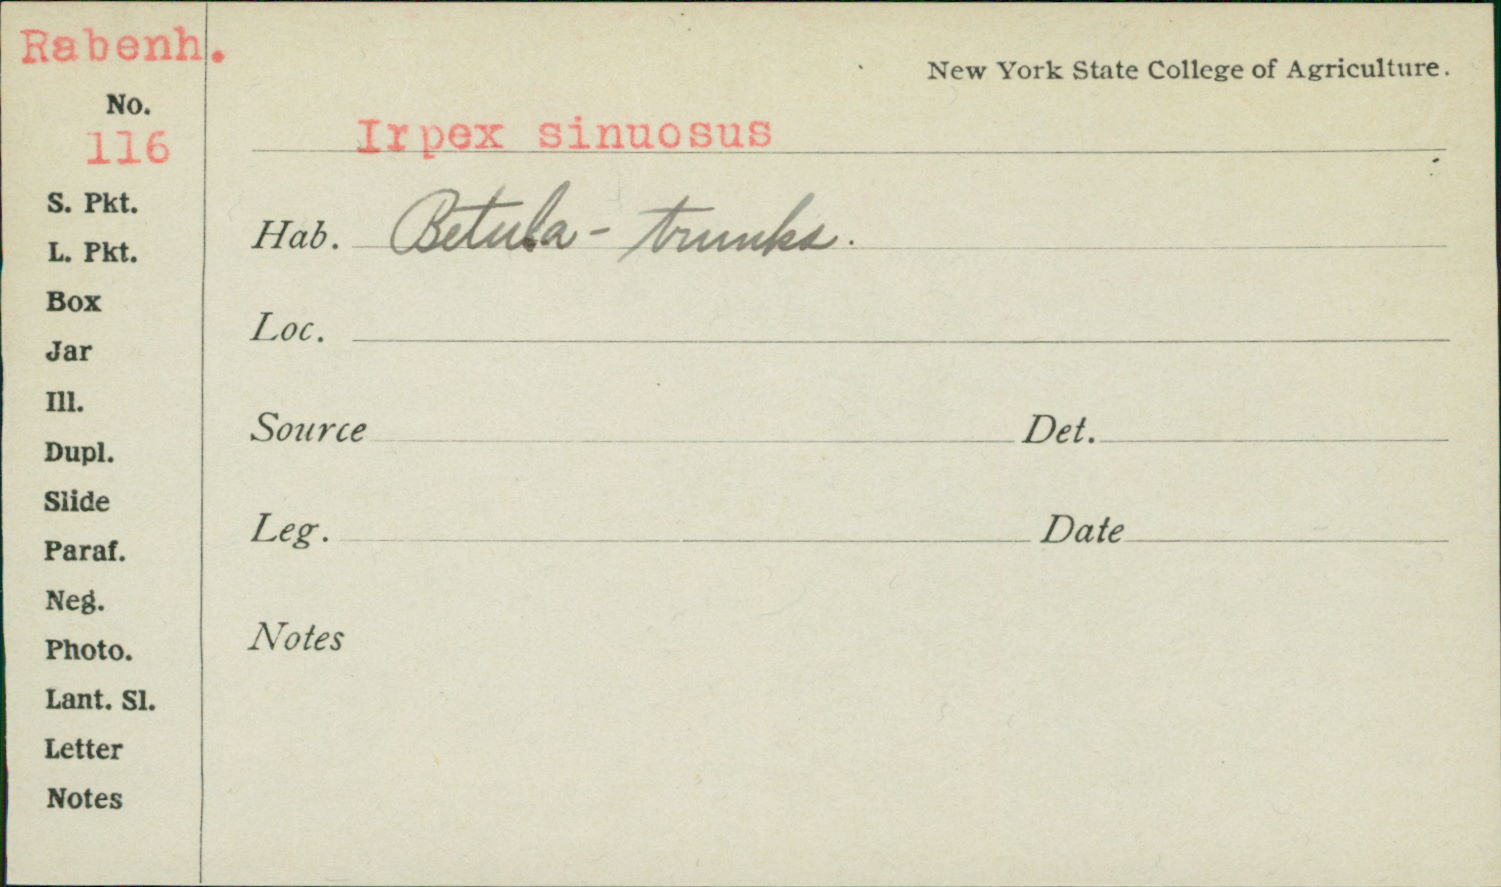 Rabenh.
New York State College of Agriculture.
No.
116
Irpex sinuosus
S. Pkt.
Hab. Betula - trunks.
L. Pkt.
Box
Loc.
Jar
Ill.
Source Det.
Dupl.
Slide
Leg. Date
Paraf.
Neg.
Notes
Photo.
Lant. Sl.
Letter
Notes